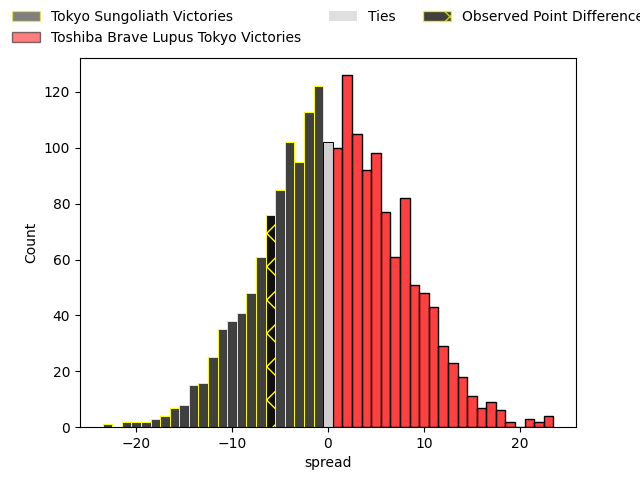 Tokyo Sungoliath Victories
Toshiba Brave Lupus Tokyo Victories
Ties
Observed Point Difference
120
100
80
60
40
20
0
Count
−20
−10
0
10
20
spread